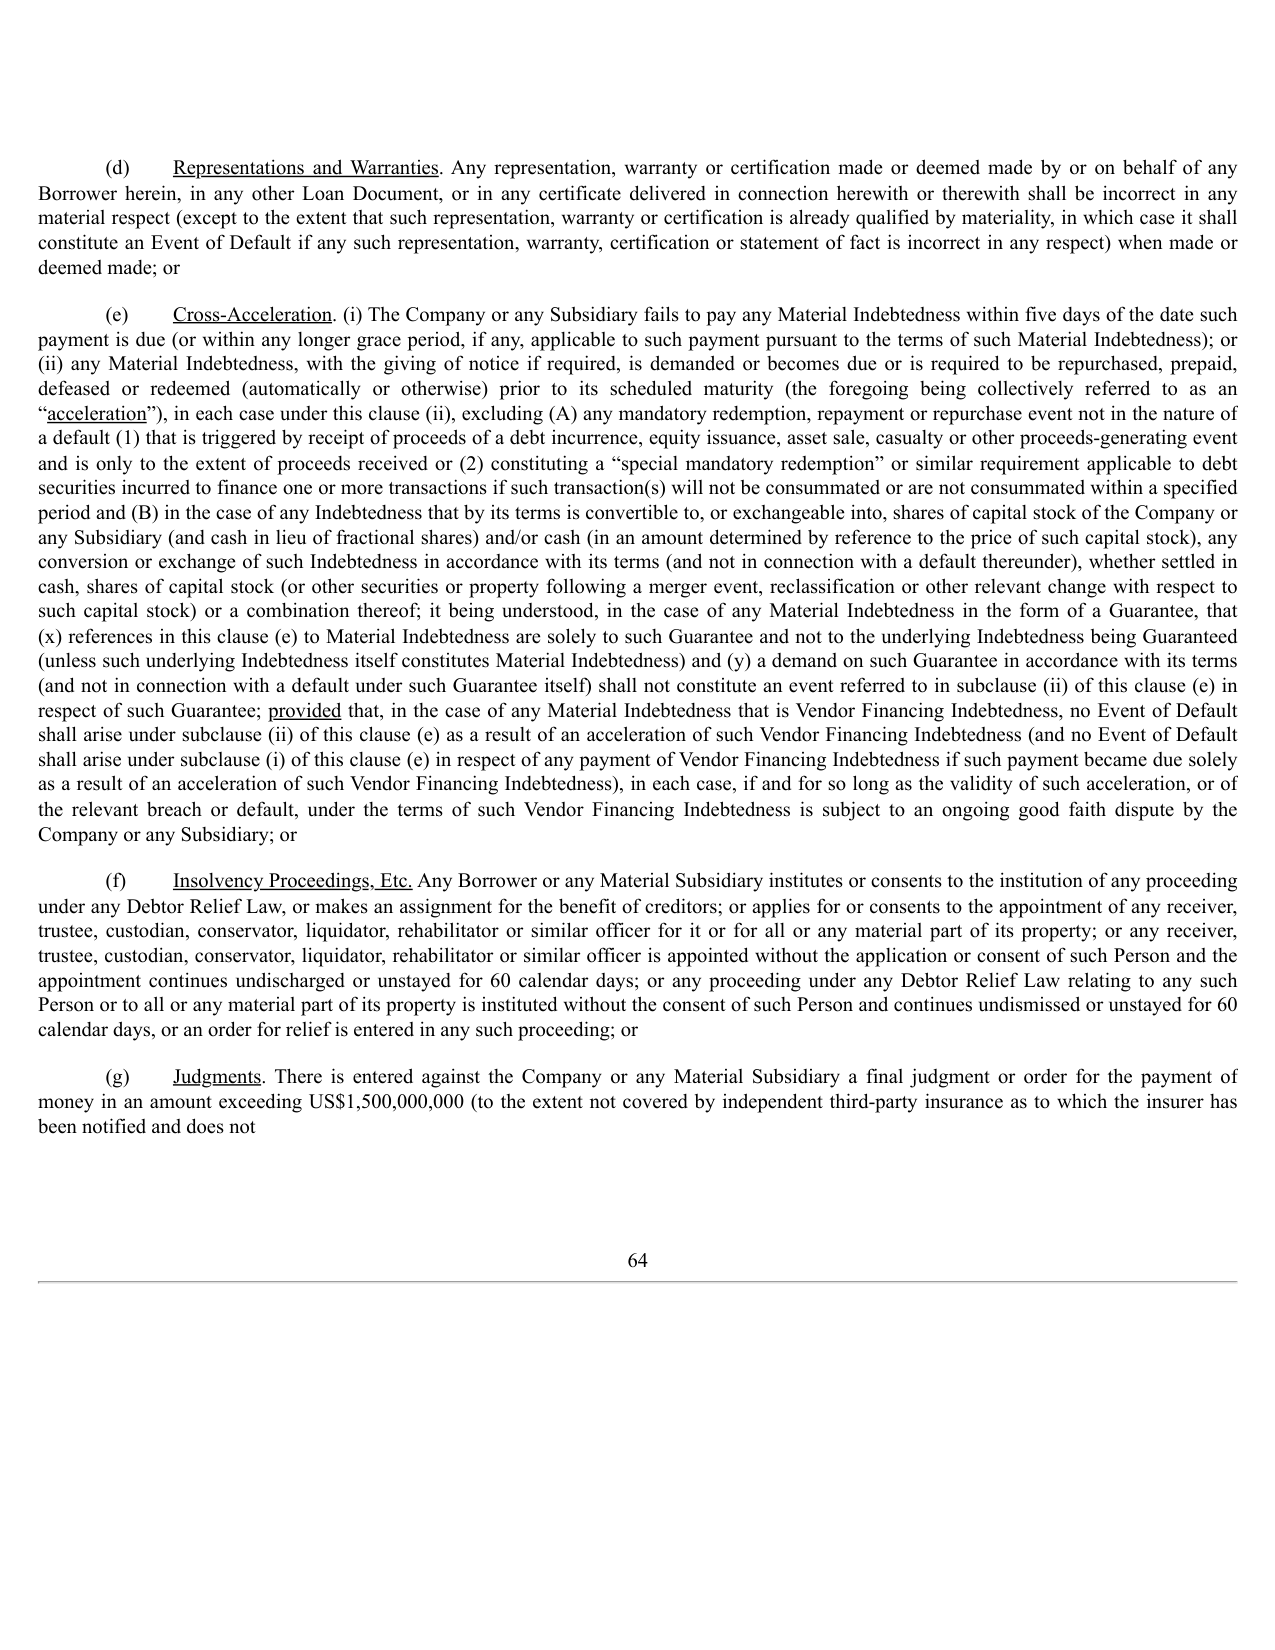 (d) Representations and Warranties. Any representation, warranty or certification made or deemed made by or on behalf of any
Borrower herein, in any other Loan Document, or in any certificate delivered in connection herewith or therewith shall be incorrect in any
material respect (except to the extent that such representation, warranty or certification is already qualified by materiality, in which case it shall
constitute an Event of Default if any such representation, warranty, certification or statement of fact is incorrect in any respect) when made or
deemed made; or
(e) Cross-Acceleration. (i) The Company or any Subsidiary fails to pay any Material Indebtedness within five days of the date such
payment is due (or within any longer grace period, if any, applicable to such payment pursuant to the terms of such Material Indebtedness); or
(ii) any Material Indebtedness, with the giving of notice if required, is demanded or becomes due or is required to be repurchased, prepaid,
defeased or redeemed (automatically or otherwise) prior to its scheduled maturity (the foregoing being collectively referred to as an
“acceleration”), in each case under this clause (ii), excluding (A) any mandatory redemption, repayment or repurchase event not in the nature of
a default (1) that is triggered by receipt of proceeds of a debt incurrence, equity issuance, asset sale, casualty or other proceeds-generating event
and is only to the extent of proceeds received or (2) constituting a “special mandatory redemption” or similar requirement applicable to debt
securities incurred to finance one or more transactions if such transaction(s) will not be consummated or are not consummated within a specified
period and (B) in the case of any Indebtedness that by its terms is convertible to, or exchangeable into, shares of capital stock of the Company or
any Subsidiary (and cash in lieu of fractional shares) and/or cash (in an amount determined by reference to the price of such capital stock), any
conversion or exchange of such Indebtedness in accordance with its terms (and not in connection with a default thereunder), whether settled in
cash, shares of capital stock (or other securities or property following a merger event, reclassification or other relevant change with respect to
such capital stock) or a combination thereof; it being understood, in the case of any Material Indebtedness in the form of a Guarantee, that
(x) references in this clause (e) to Material Indebtedness are solely to such Guarantee and not to the underlying Indebtedness being Guaranteed
(unless such underlying Indebtedness itself constitutes Material Indebtedness) and (y) a demand on such Guarantee in accordance with its terms
(and not in connection with a default under such Guarantee itself) shall not constitute an event referred to in subclause (ii) of this clause (e) in
respect of such Guarantee; provided that, in the case of any Material Indebtedness that is Vendor Financing Indebtedness, no Event of Default
shall arise under subclause (ii) of this clause (e) as a result of an acceleration of such Vendor Financing Indebtedness (and no Event of Default
shall arise under subclause (i) of this clause (e) in respect of any payment of Vendor Financing Indebtedness if such payment became due solely
as a result of an acceleration of such Vendor Financing Indebtedness), in each case, if and for so long as the validity of such acceleration, or of
the relevant breach or default, under the terms of such Vendor Financing Indebtedness is subject to an ongoing good faith dispute by the
Company or any Subsidiary; or
(f) Insolvency Proceedings, Etc. Any Borrower or any Material Subsidiary institutes or consents to the institution of any proceeding
under any Debtor Relief Law, or makes an assignment for the benefit of creditors; or applies for or consents to the appointment of any receiver,
trustee, custodian, conservator, liquidator, rehabilitator or similar officer for it or for all or any material part of its property; or any receiver,
trustee, custodian, conservator, liquidator, rehabilitator or similar officer is appointed without the application or consent of such Person and the
appointment continues undischarged or unstayed for 60 calendar days; or any proceeding under any Debtor Relief Law relating to any such
Person or to all or any material part of its property is instituted without the consent of such Person and continues undismissed or unstayed for 60
calendar days, or an order for relief is entered in any such proceeding; or
(g) Judgments. There is entered against the Company or any Material Subsidiary a final judgment or order for the payment of
money in an amount exceeding US$1,500,000,000 (to the extent not covered by independent third-party insurance as to which the insurer has
been notified and does not
64